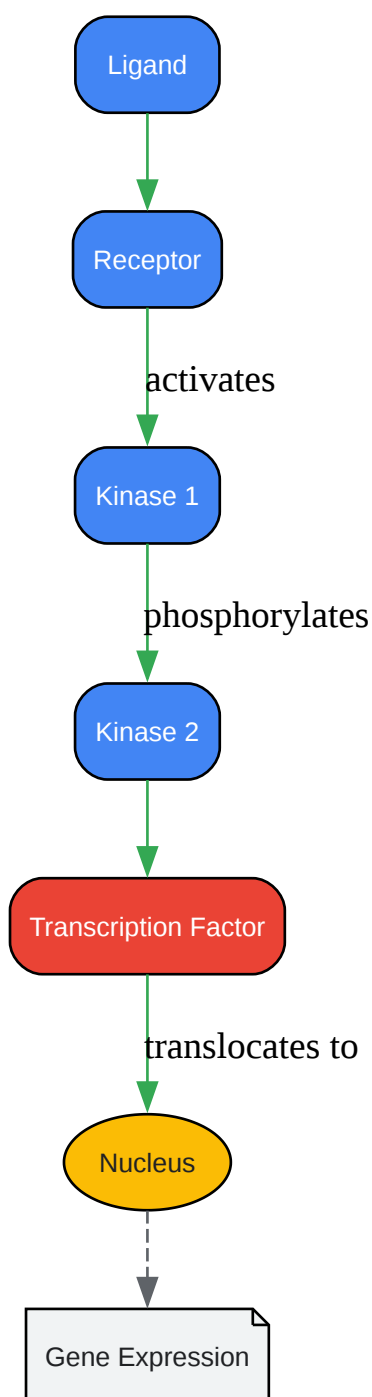 Ligand
Receptor
activates
Kinase 1
phosphorylates
Kinase 2
Transcription Factor
translocates to
Nucleus
Gene Expression